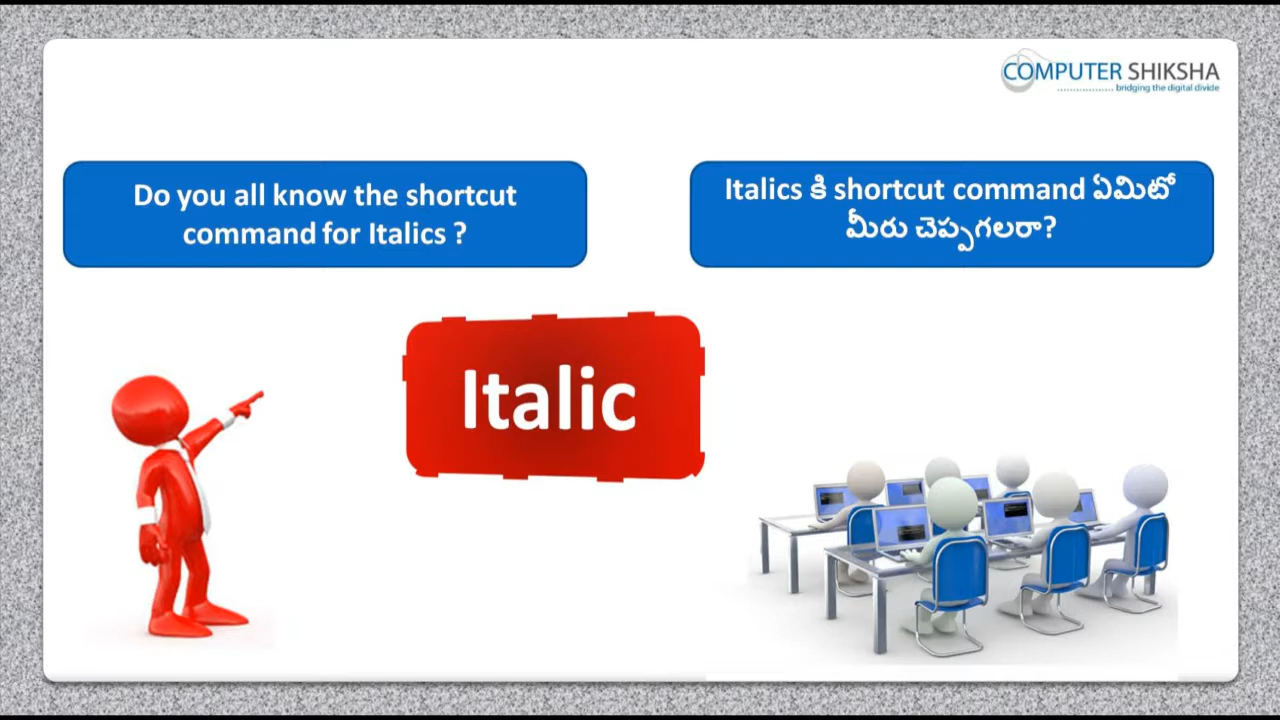 COMPUTER SHIKSHA
bridging the digital divide
Do you all know the shortcut
command for Italics ?
Italics కి shortcut command ఏమిటో
మీరు చెప్పగలరా?
Italic